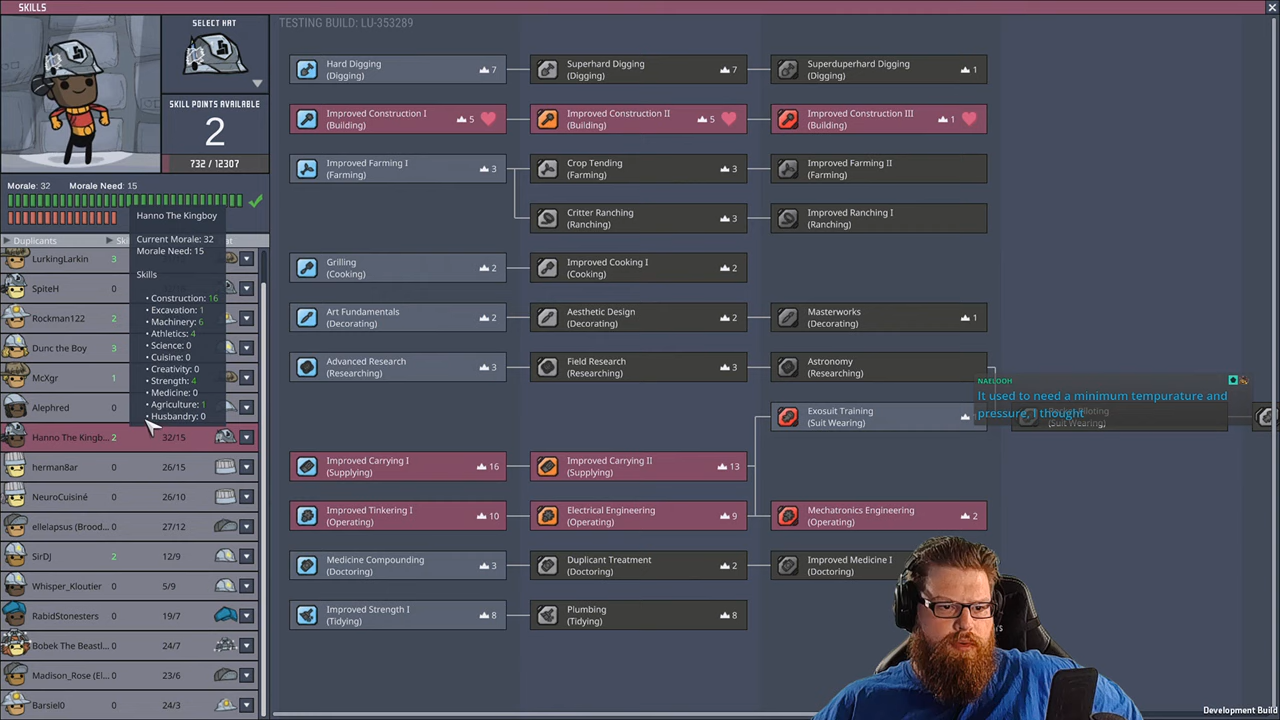 SKILLS
TESTING BUILD: LU-353289
SELECT HAT
SKILL POINTS AVAILABLE
2
732 / 12307
Morale: 32 Morale Need: 15
Hanno The Kingboy
Current Morale: 32
Morale Need: 15
Skills
• Construction: 16
• Excavation: 1
• Machinery: 6
• Athletics: 4
• Science: 0
• Cuisine: 0
• Creativity: 0
• Strength: 4
• Medicine: 0
• Agriculture: 1
• Husbandry: 0
Duplicants
LurkingLarkin 3
SpiteH
Rockman122 2
Dunc the Boy 3
McXgr 1
Alephred
Hanno The Kingb... 2 32/15
herman8ar 0 26/15
NeuroCuisiné 0 26/10
ellelapsus (Brood... 0 27/12
SirDJ 2 12/9
Whisper_Kloutier 0 5/9
RabidStonesters 0 19/7
Bobek The Beastl... 0 24/7
Madison_Rose (El... 0 23/6
Barsiel0 0 24/3
Hard Digging 7
(Digging)
Superhard Digging 7
(Digging)
Superduperhard Digging 1
(Digging)
Improved Construction I 5
(Building)
Improved Construction II 5
(Building)
Improved Construction III 1
(Building)
Improved Farming I 3
(Farming)
Crop Tending 3
(Farming)
Improved Farming II
(Farming)
Critter Ranching 3
(Ranching)
Improved Ranching I
(Ranching)
Grilling 2
(Cooking)
Improved Cooking I 2
(Cooking)
Art Fundamentals 2
(Decorating)
Aesthetic Design 2
(Decorating)
Masterworks 1
(Decorating)
Advanced Research 3
(Researching)
Field Research 3
(Researching)
Astronomy
(Researching)
Exosuit Training
(Suit Wearing)
Piloting
(Suit Wearing)
NAELOOH
It used to need a minimum tempurature and
pressure, I thought
Improved Carrying I 16
(Supplying)
Improved Carrying II 13
(Supplying)
Improved Tinkering I 10
(Operating)
Electrical Engineering 9
(Operating)
Mechatronics Engineering 2
(Operating)
Medicine Compounding 3
(Doctoring)
Duplicant Treatment 2
(Doctoring)
Improved Medicine I
(Doctoring)
Improved Strength I 8
(Tidying)
Plumbing 8
(Tidying)
Development Build